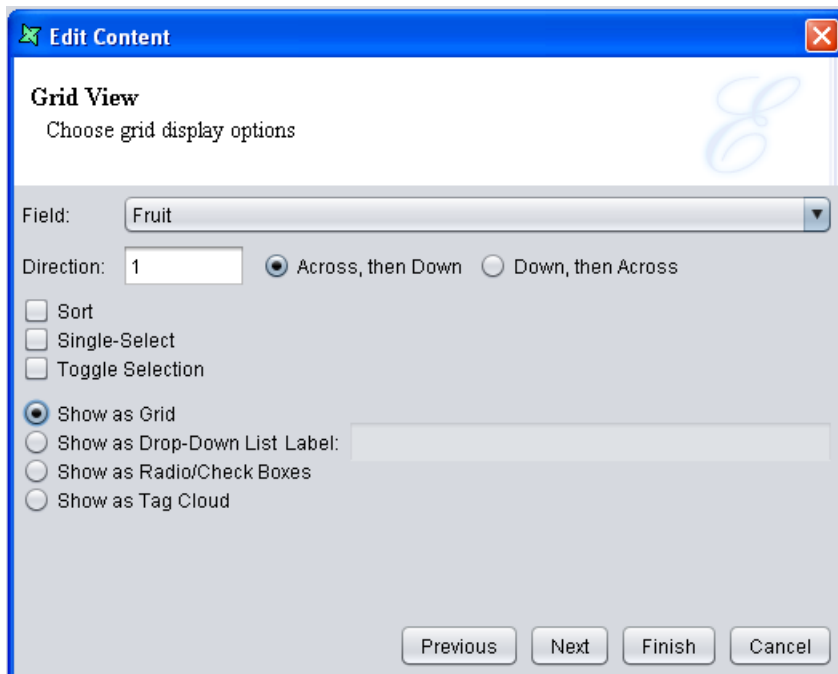 Edit Content
Grid View
Choose grid display options
Field: Fruit
Direction: 1 Across, then Down Down, then Across
Sort
Single-Select
Toggle Selection
Show as Grid
Show as Drop-Down List Label:
Show as Radio/Check Boxes
Show as Tag Cloud
Previous Next Finish Cancel